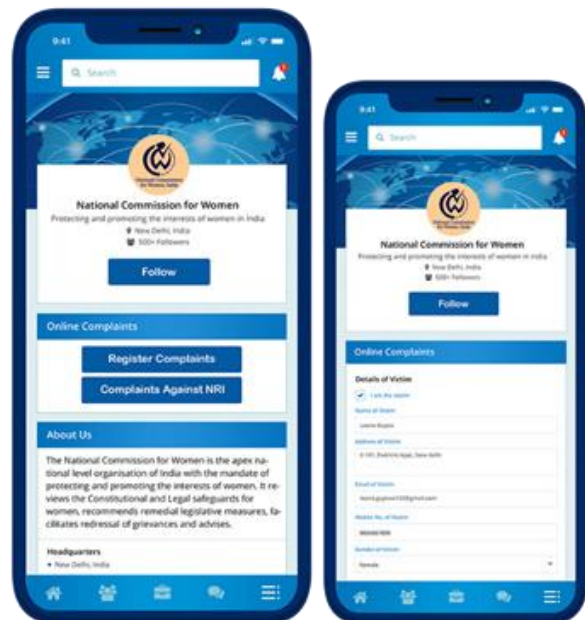 9:41
Search
National Commission for Women
Protecting and promoting the interests of women in India
New Delhi, India
500+ Followers
Follow
Online Complaints
Register Complaints
Complaints Against NRI
About Us
The National Commission for Women is the apex na-
tional level organisation of India with the mandate of
protecting and promoting the interests of women. It re-
views the Constitutional and Legal safeguards for
women, recommends remedial legislative measures, fa-
cilitates redressal of grievances and advises.
Headquarters
New Delhi, India
9:41
Search
National Commission for Women
Protecting and promoting the interests of women in India
New Delhi, India
500+ Followers
Follow
Online Complaints
Details of Victim
I am the victim
Name of Victim
Address of Victim
Email of Victim
Mobile No. of Victim
Gender of Victim
Female